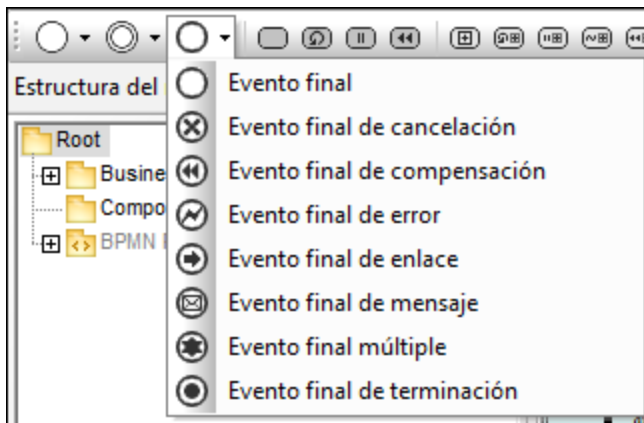 Estructura del
Root
Busine
Compo
BPMN
Evento final
Evento final de cancelación
Evento final de compensación
Evento final de error
Evento final de enlace
Evento final de mensaje
Evento final múltiple
Evento final de terminación